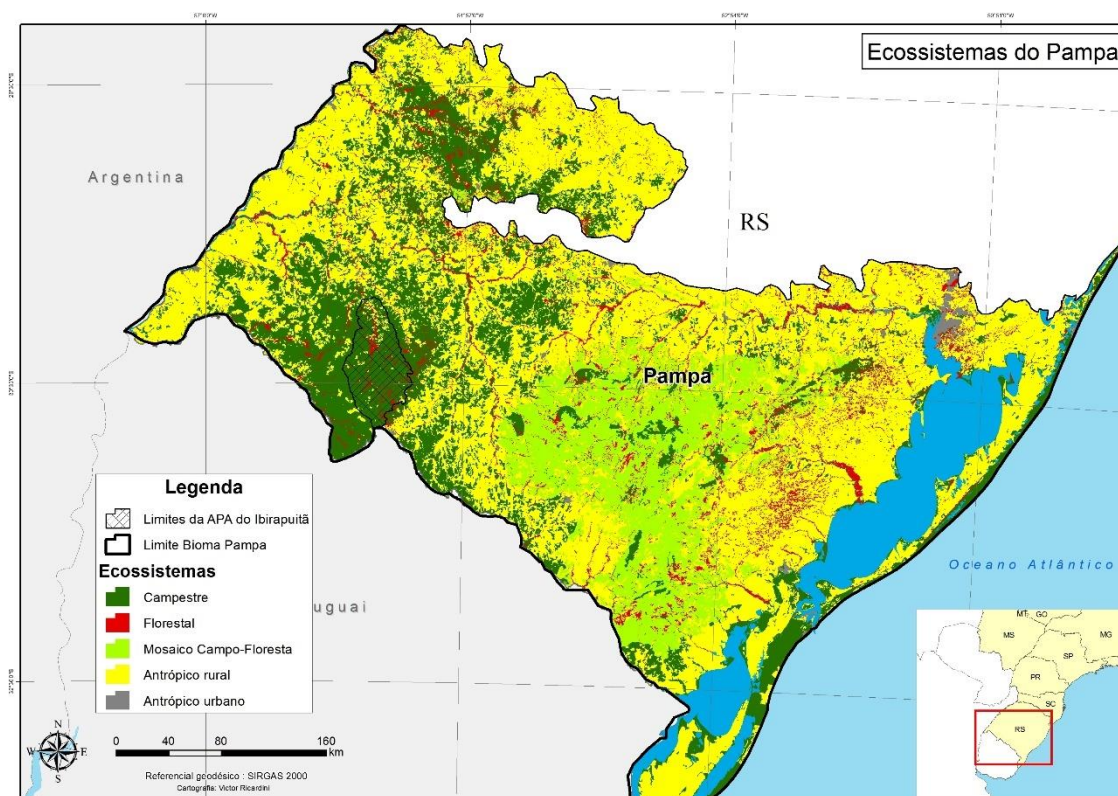 Ecossistemas do Pampa
Argentina
RS
Pampa
Legenda
Limites da APA do Ibirapuitã
Limite Bioma Pampa
Ecossistemas
Campestre
Florestal
Mosaico Campo-Floresta
Antrópico rural
Antrópico urbano
uguai
Oceano Atlântico
N
W
E
S
0 40 80 160
km
Referencial geodésico : SIRGAS 2000
Cartografia: Victor Ricardini
MT
GO
MS
MG
SP
PR
SC
RS